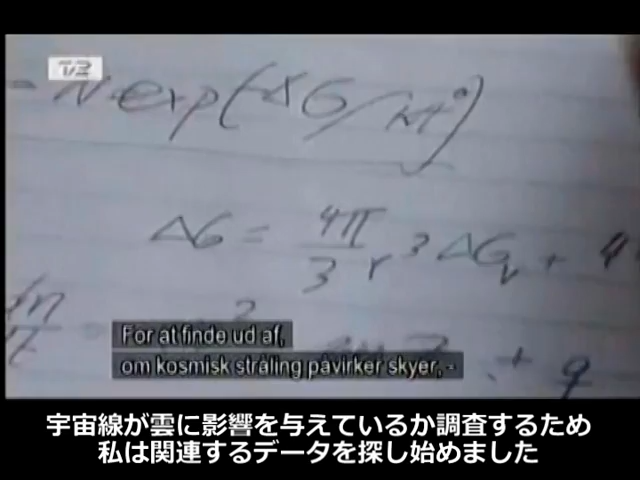 TV2
= N·exp(-ΔG/kT)
ΔG = 4π/3 r³ ΔGᵥ + 4
dn
For at finde ud af,
om kosmisk stråling påvirker skyer, -
宇宙線が雲に影響を与えているか調査するため
私は関連するデータを探し始めました